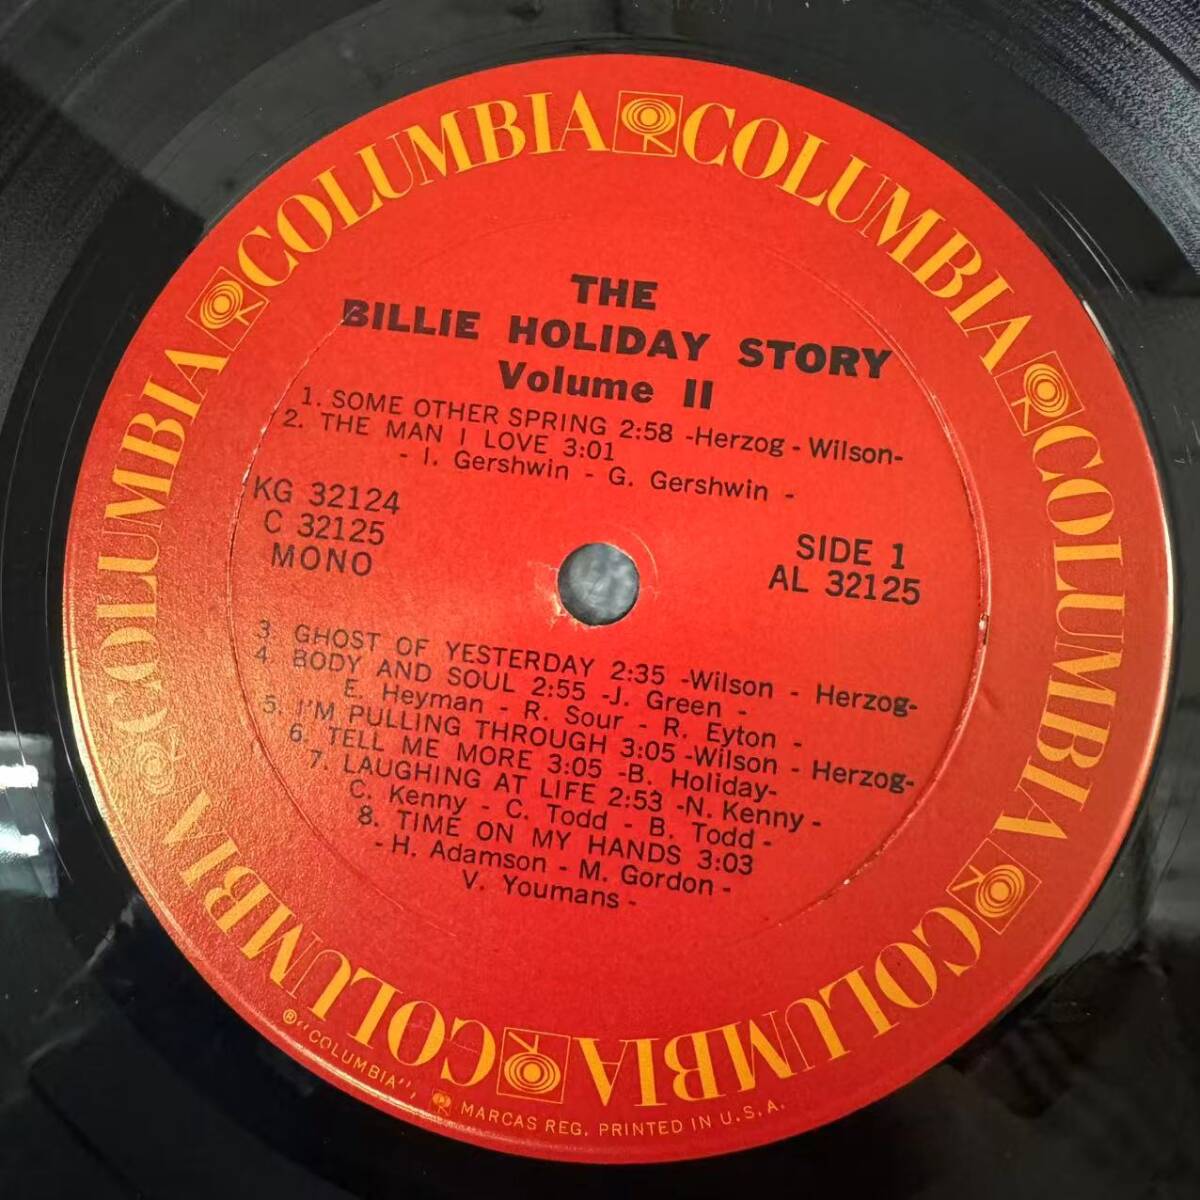 COLUMBIA COLUMBIA COLUMBIA COLUMBIA COLUMBIA COLUMBIA
THE
BILLIE HOLIDAY STORY
Volume II
1. SOME OTHER SPRING 2:58 -Herzog - Wilson-
2. THE MAN I LOVE 3:01
- I. Gershwin - G. Gershwin -
KG 32124
C 32125
MONO
SIDE 1
AL 32125
3. GHOST OF YESTERDAY 2:35 -Wilson - Herzog-
4. BODY AND SOUL 2:55 -J. Green -
E. Heyman - R. Sour - R. Eyton -
5. I'M PULLING THROUGH 3:05 -Wilson - Herzog-
6. TELL ME MORE 3:05 -B. Holiday-
7. LAUGHING AT LIFE 2:53 -N. Kenny -
C. Kenny - C. Todd - B. Todd -
8. TIME ON MY HANDS 3:03
- H. Adamson - M. Gordon -
V. Youmans -
® "COLUMBIA", MARCAS REG. PRINTED IN U.S.A.